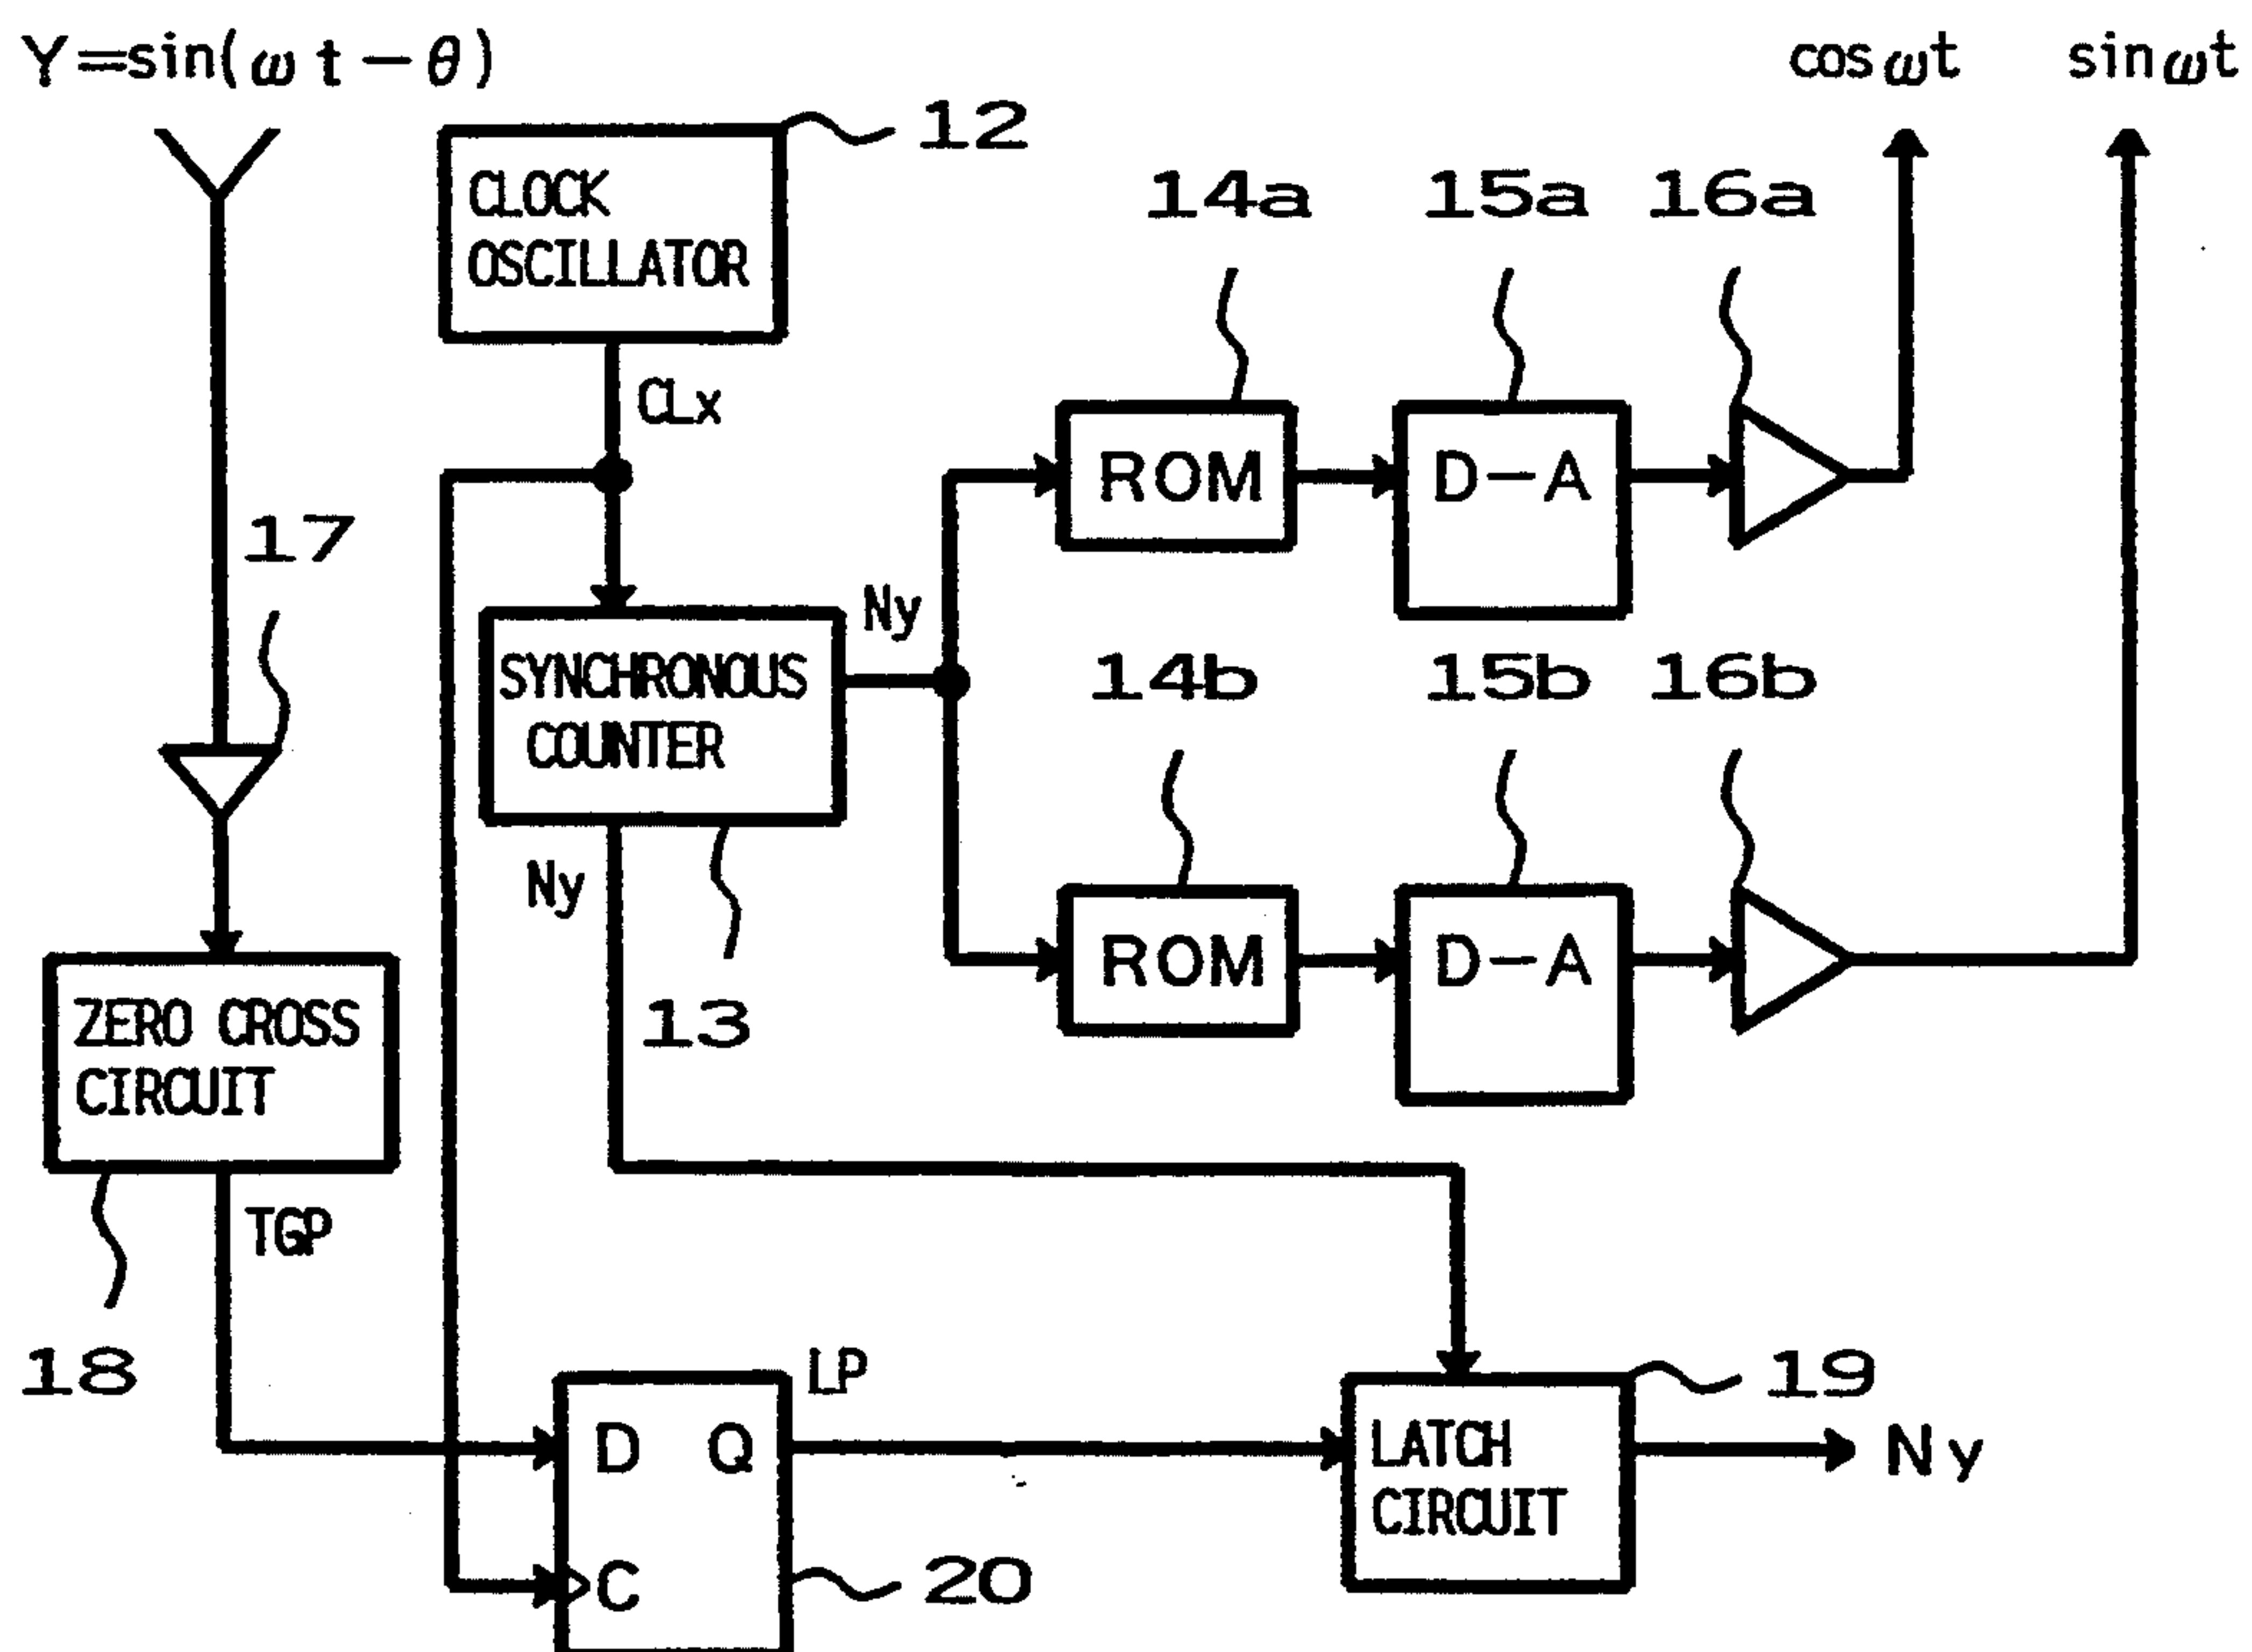 Y=sin(ωt−θ)
cosωt
sinωt
12
CLOCK
OSCILLATOR
14a
15a
16a
CLx
ROM
D−A
17
Ny
SYNCHRONOUS
COUNTER
14b
15b
16b
Ny
13
ROM
D−A
ZERO CROSS
CIRCUIT
TGP
18
LP
19
D Q
LATCH
CIRCUIT
Ny
C
20